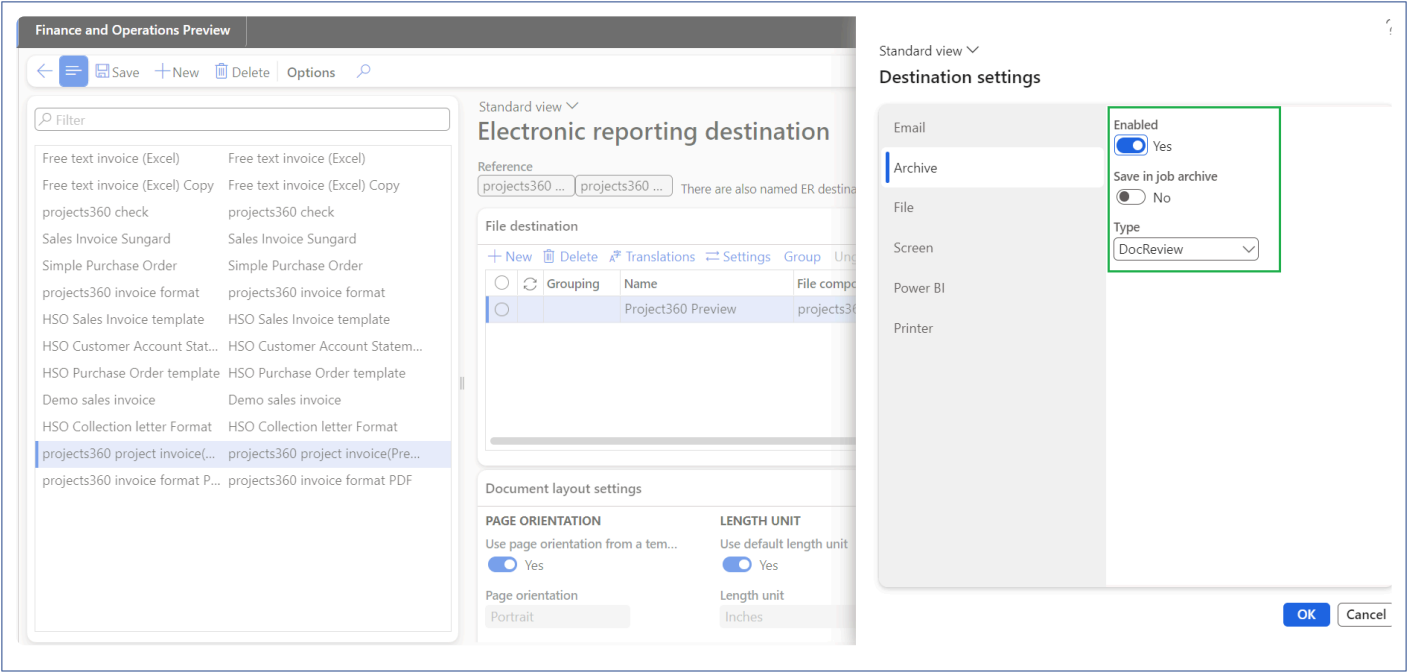 Finance and Operations Preview
Save New Delete Options
Filter
Free text invoice (Excel) Free text invoice (Excel)
Free text invoice (Excel) Copy Free text invoice (Excel) Copy
projects360 check projects360 check
Sales Invoice Sungard Sales Invoice Sungard
Simple Purchase Order Simple Purchase Order
projects360 invoice format projects360 invoice format
HSO Sales Invoice template HSO Sales Invoice template
HSO Customer Account Stat... HSO Customer Account Statem...
HSO Purchase Order template HSO Purchase Order template
Demo sales invoice Demo sales invoice
HSO Collection letter Format HSO Collection letter Format
projects360 project invoice(... projects360 project invoice(Pre...
projects360 invoice format P... projects360 invoice format PDF
Standard view
Electronic reporting destination
Reference
projects360 ... projects360 ... There are also named ER destina
File destination
New Delete Translations Settings Group Ung
Grouping Name File compo
Project360 Preview projects36
Document layout settings
PAGE ORIENTATION LENGTH UNIT
Use page orientation from a tem... Use default length unit
Yes Yes
Page orientation Length unit
Portrait Inches
Standard view
Destination settings
Email
Archive
File
Screen
Power BI
Printer
Enabled
Yes
Save in job archive
No
Type
DocReview
OK Cancel